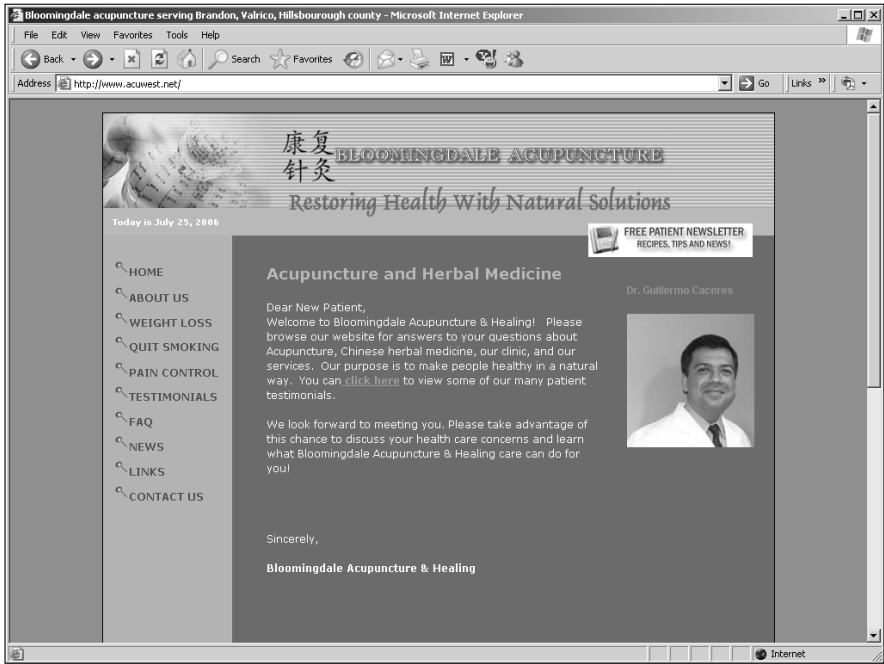 Bloomingdale acupuncture serving Brandon, Valrico, Hillsbourough county - Microsoft Internet Explorer
File Edit View Favorites Tools Help
Back Search Favorites
Address http://www.acuwest.net/ Go Links »
康复
针灸
BLOOMINGDALE ACUPUNCTURE
Restoring Health With Natural Solutions
Today is July 25, 2006
FREE PATIENT NEWSLETTER
RECIPES, TIPS AND NEWS!
HOME
ABOUT US
WEIGHT LOSS
QUIT SMOKING
PAIN CONTROL
TESTIMONIALS
FAQ
NEWS
LINKS
CONTACT US
Acupuncture and Herbal Medicine
Dear New Patient,
Welcome to Bloomingdale Acupuncture & Healing! Please
browse our website for answers to your questions about
Acupuncture, Chinese herbal medicine, our clinic, and our
services. Our purpose is to make people healthy in a natural
way. You can click here to view some of our many patient
testimonials.
We look forward to meeting you. Please take advantage of
this chance to discuss your health care concerns and learn
what Bloomingdale Acupuncture & Healing care can do for
you!
Sincerely,
Bloomingdale Acupuncture & Healing
Dr. Guillermo Caceres
Internet